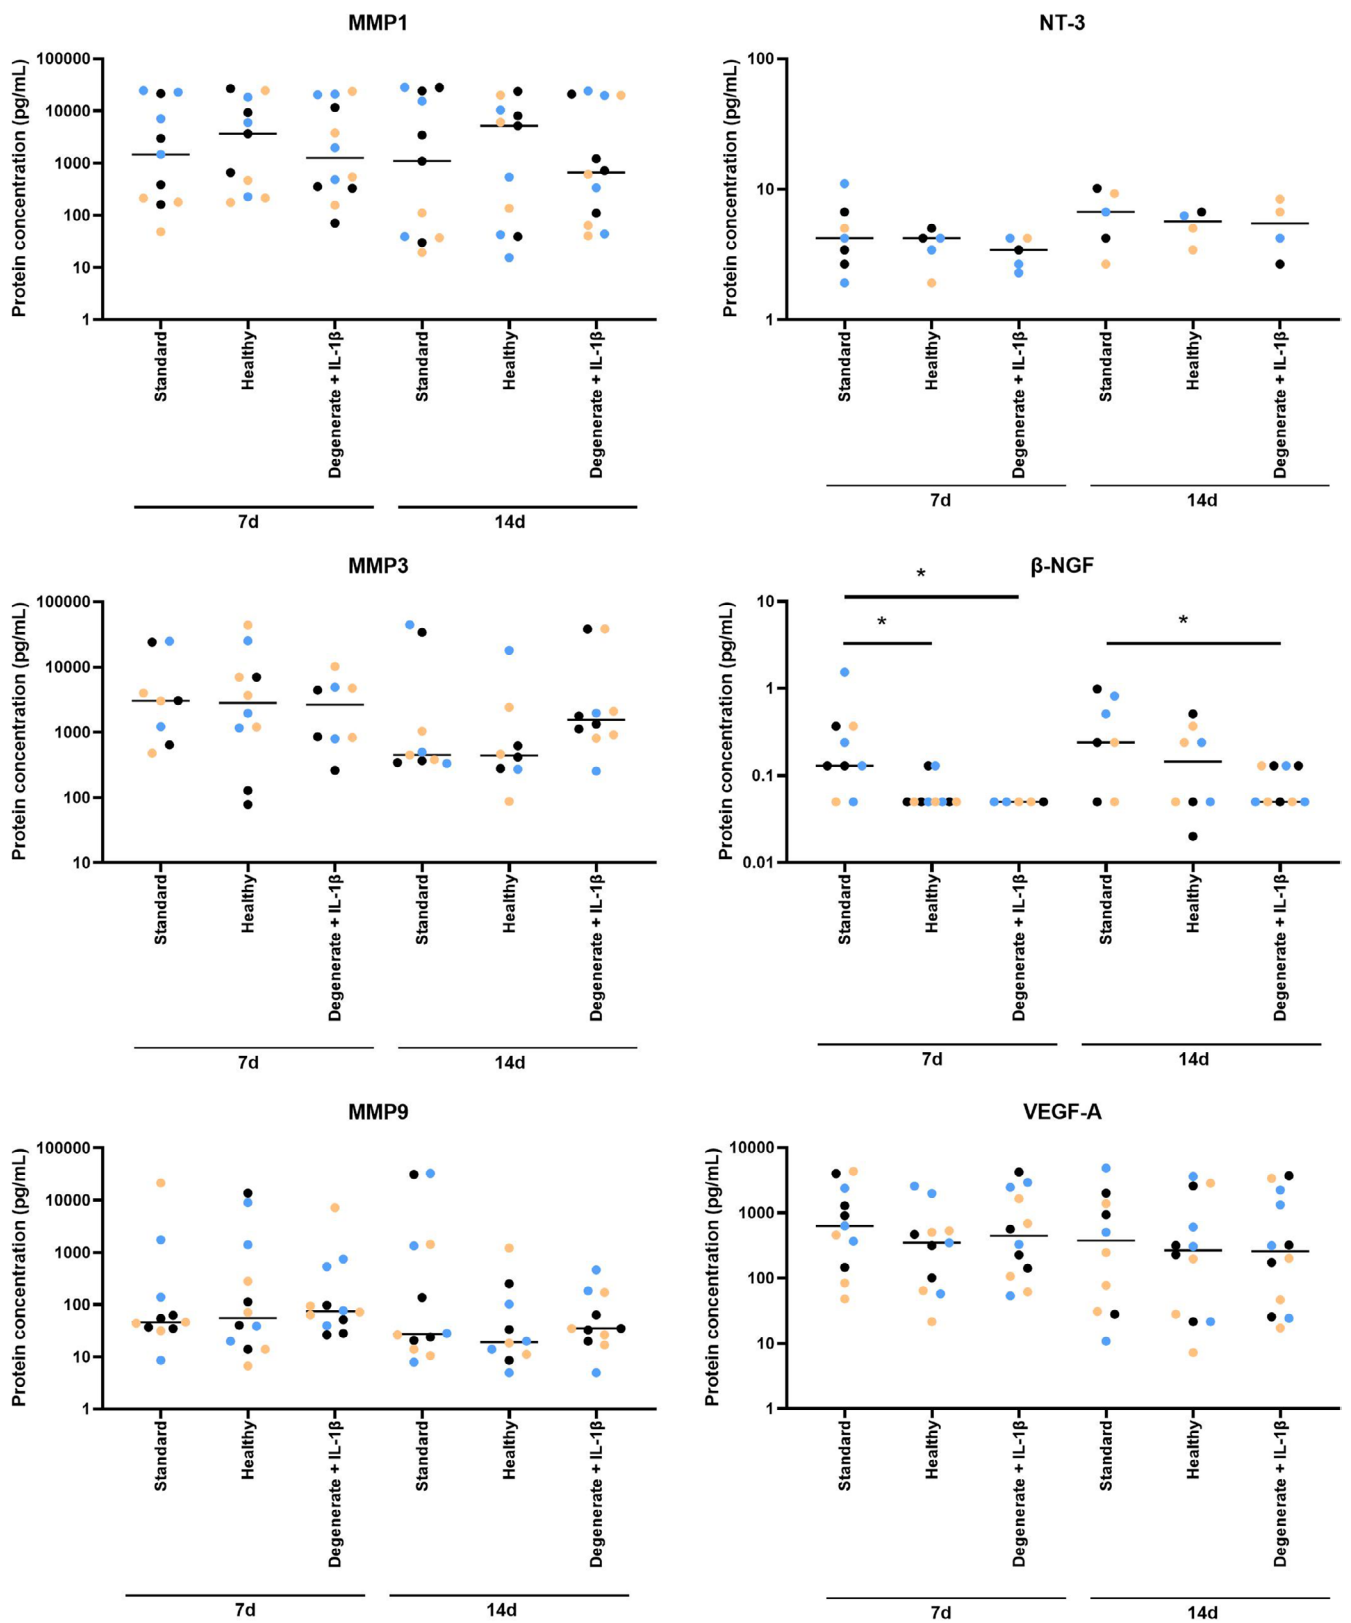 MMP1
Protein concentration (pg/mL)
100000
10000
1000
100
10
1
Standard
Healthy
Degenerate + IL-1β
Standard
Healthy
Degenerate + IL-1β
7d
14d
NT-3
Protein concentration (pg/mL)
100
10
1
Standard
Healthy
Degenerate + IL-1β
Standard
Healthy
Degenerate + IL-1β
7d
14d
MMP3
Protein concentration (pg/mL)
100000
10000
1000
100
10
Standard
Healthy
Degenerate + IL-1β
Standard
Healthy
Degenerate + IL-1β
7d
14d
β-NGF
*
*
*
Protein concentration (pg/mL)
10
1
0.1
0.01
Standard
Healthy
Degenerate + IL-1β
Standard
Healthy
Degenerate + IL-1β
7d
14d
MMP9
Protein concentration (pg/mL)
100000
10000
1000
100
10
1
Standard
Healthy
Degenerate + IL-1β
Standard
Healthy
Degenerate + IL-1β
7d
14d
VEGF-A
Protein concentration (pg/mL)
10000
1000
100
10
1
Standard
Healthy
Degenerate + IL-1β
Standard
Healthy
Degenerate + IL-1β
7d
14d